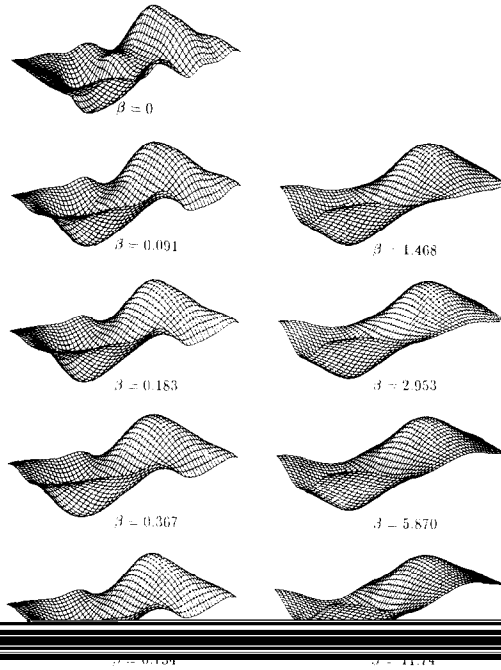 β = 0
β = 0.091
β = 0.183
β = 0.367
β = 1.468
β = 2.953
β = 5.870